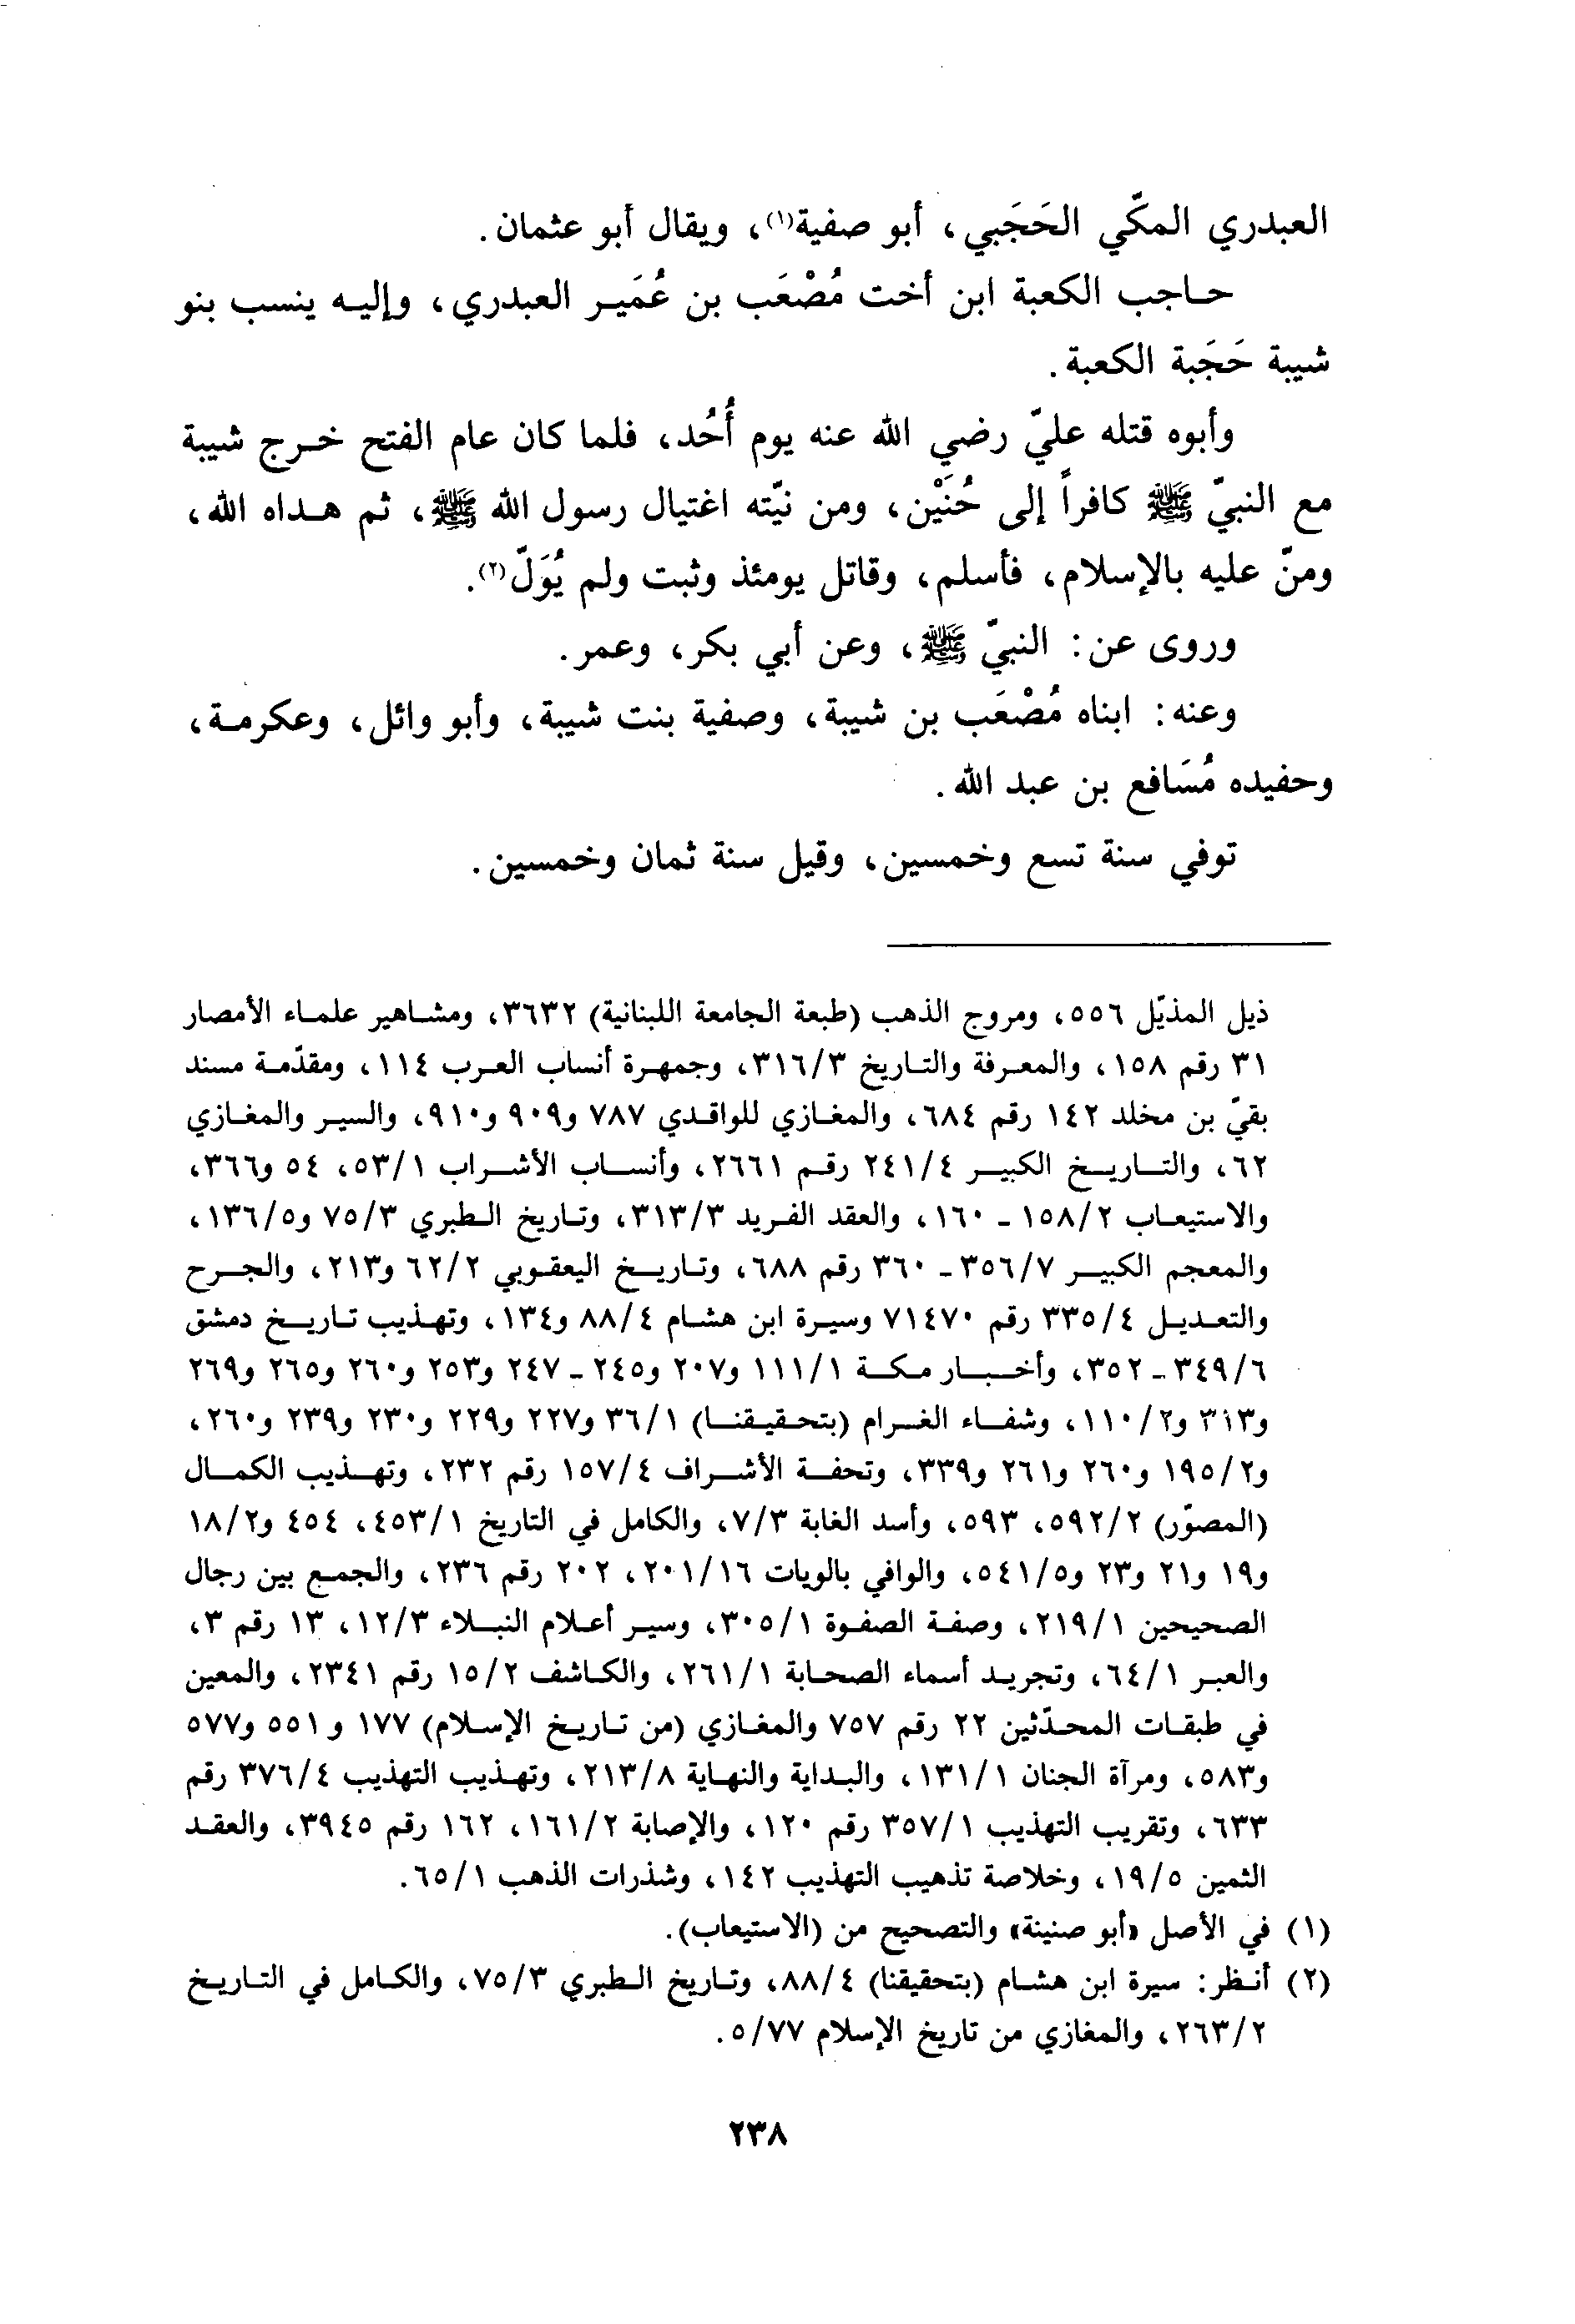 العبدري المكّي الحَجَبي، أبو صفية(١)، ويقال أبو عثمان.
حاجب الكعبة ابن أخت مُصْعَب بن عُمَير العبدري، وإليه ينسب بنو
شيبة حَجَبة الكعبة.
وأبوه قتله عليّ رضي الله عنه يوم أُحُد، فلما كان عام الفتح خرج شيبة
مع النبيّ ﷺ كافراً إلى حُنَيْن، ومن نيّته اغتيال رسول الله ﷺ، ثم هداه الله،
ومنّ عليه بالإسلام، فأسلم، وقاتل يومئذ وثبت ولم يُوَلّ(٢).
وروى عن: النبيّ ﷺ، وعن أبي بكر، وعمر.
وعنه: ابناه مُصْعَب بن شيبة، وصفية بنت شيبة، وأبو وائل، وعكرمة،
وحفيده مُسَافع بن عبد الله.
توفي سنة تسع وخمسين، وقيل سنة ثمان وخمسين.
ذيل المذيّل ٥٥٦، ومروج الذهب (طبعة الجامعة اللبنانية) ٣٦٣٢، ومشاهير علماء الأمصار
٣١ رقم ١٥٨، والمعرفة والتاريخ ٣١٦/٣، وجمهرة أنساب العرب ١١٤، ومقدّمة مسند
بقيّ بن مخلد ١٤٢ رقم ٦٨٤، والمغازي للواقدي ٧٨٧ و٩٠٩ و٩١٠، والسير والمغازي
٦٢، والتاريخ الكبير ٢٤١/٤ رقم ٢٦٦١، وأنساب الأشراب ٥٣/١، ٥٤ و٣٦٦،
والاستيعاب ١٥٨/٢ - ١٦٠، والعقد الفريد ٣١٣/٣، وتاريخ الطبري ٧٥/٣ و١٣٦/٥،
والمعجم الكبير ٣٥٦/٧ - ٣٦٠ رقم ٦٨٨، وتاريخ اليعقوبي ٦٢/٢ و٢١٣، والجرح
والتعديل ٣٣٥/٤ رقم ٧١٤٧٠ وسيرة ابن هشام ٨٨/٤ و١٣٤، وتهذيب تاريخ دمشق
٣٤٩/٦ - ٣٥٢، وأخبار مكة ١١١/١ و٢٠٧ و٢٤٥ - ٢٤٧ و٢٥٣ و٢٦٠ و٢٦٥ و٢٦٩
و٣١٣ و١١٠/٢، وشفاء الغرام (بتحقيقنا) ٣٦/١ و٢٢٧ و٢٢٩ و٢٣٠ و٢٣٩ و٢٦٠،
و١٩٥/٢ و٢٦٠ و٢٦١ و٣٣٩، وتحفة الأشراف ١٥٧/٤ رقم ٢٣٢، وتهذيب الكمال
(المصوّر) ٥٩٢/٢، ٥٩٣، وأسد الغابة ٧/٣، والكامل في التاريخ ٤٥٣/١، ٤٥٤ و١٨/٢
و١٩ و٢١ و٢٣ و٥٤١/٥، والوافي بالويات ٢٠١/١٦، ٢٠٢ رقم ٢٣٦، والجمع بين رجال
الصحيحين ٢١٩/١، وصفة الصفوة ٣٠٥/١، وسير أعلام النبلاء ١٢/٣، ١٣ رقم ٣،
والعبر ٦٤/١، وتجريد أسماء الصحابة ٢٦١/١، والكاشف ١٥/٢ رقم ٢٣٤١، والمعين
في طبقات المحدّثين ٢٢ رقم ٧٥٧ والمغازي (من تاريخ الإسلام) ١٧٧ و ٥٥١ و٥٧٧
و٥٨٣، ومرآة الجنان ١٣١/١، والبداية والنهاية ٢١٣/٨، وتهذيب التهذيب ٣٧٦/٤ رقم
٦٣٣، وتقريب التهذيب ٣٥٧/١ رقم ١٢٠، والإصابة ١٦١/٢، ١٦٢ رقم ٣٩٤٥، والعقد
الثمين ١٩/٥، وخلاصة تذهيب التهذيب ١٤٢، وشذرات الذهب ٦٥/١.
(١) في الأصل «أبو صنينة» والتصحيح من (الاستيعاب).
(٢) أنظر: سيرة ابن هشام (بتحقيقنا) ٨٨/٤، وتاريخ الطبري ٧٥/٣، والكامل في التاريخ
٢٦٣/٢، والمغازي من تاريخ الإسلام ٥/٧٧.
٢٣٨